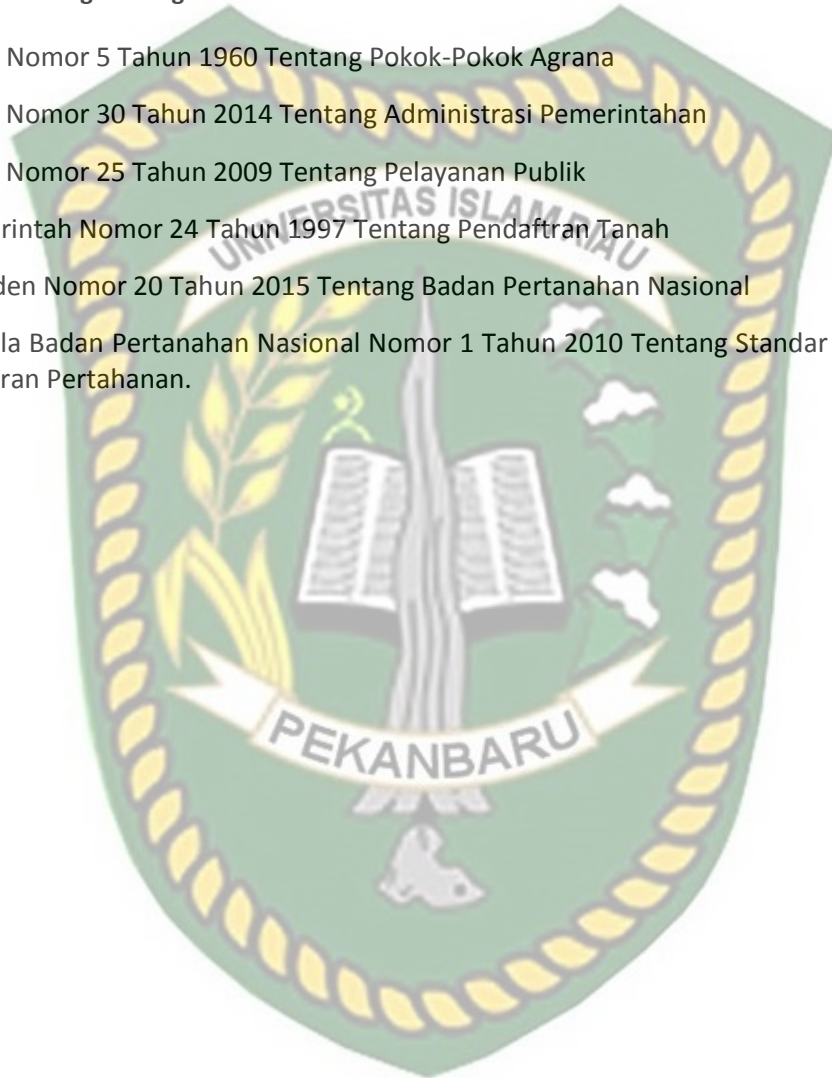 Nomor 5 Tahun 1960 Tentang Pokok-Pokok Agrana
Nomor 30 Tahun 2014 Tentang Administrasi Pemerintahan
Nomor 25 Tahun 2009 Tentang Pelayanan Publik
UNIVERSITAS ISLAM RIAU
rintah Nomor 24 Tahun 1997 Tentang Pendaftran Tanah
den Nomor 20 Tahun 2015 Tentang Badan Pertanahan Nasional
la Badan Pertanahan Nasional Nomor 1 Tahun 2010 Tentang Standar
ran Pertahanan.
PEKANBARU